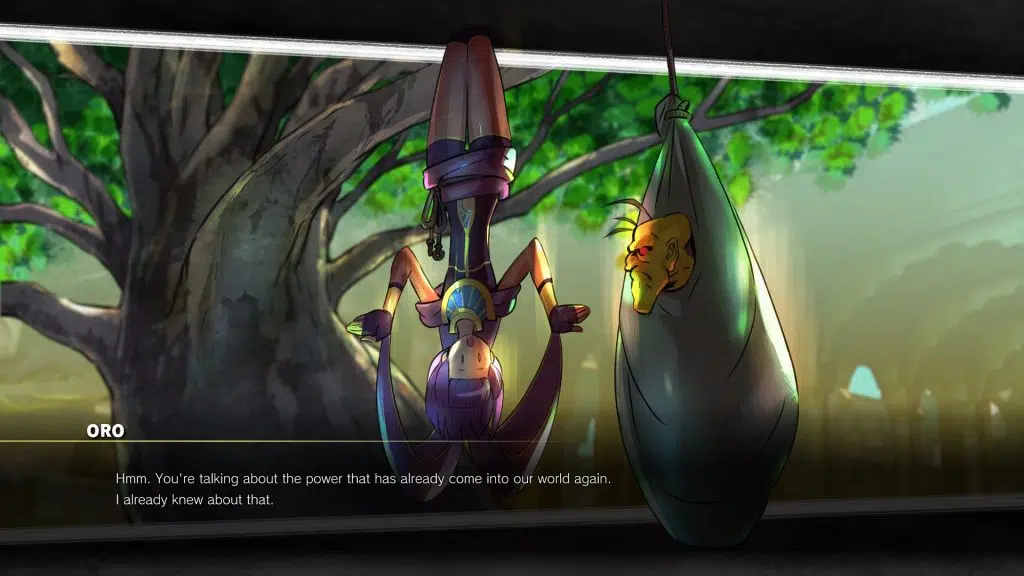 ORO
Hmm. You're talking about the power that has already come into our world again.
I already knew about that.